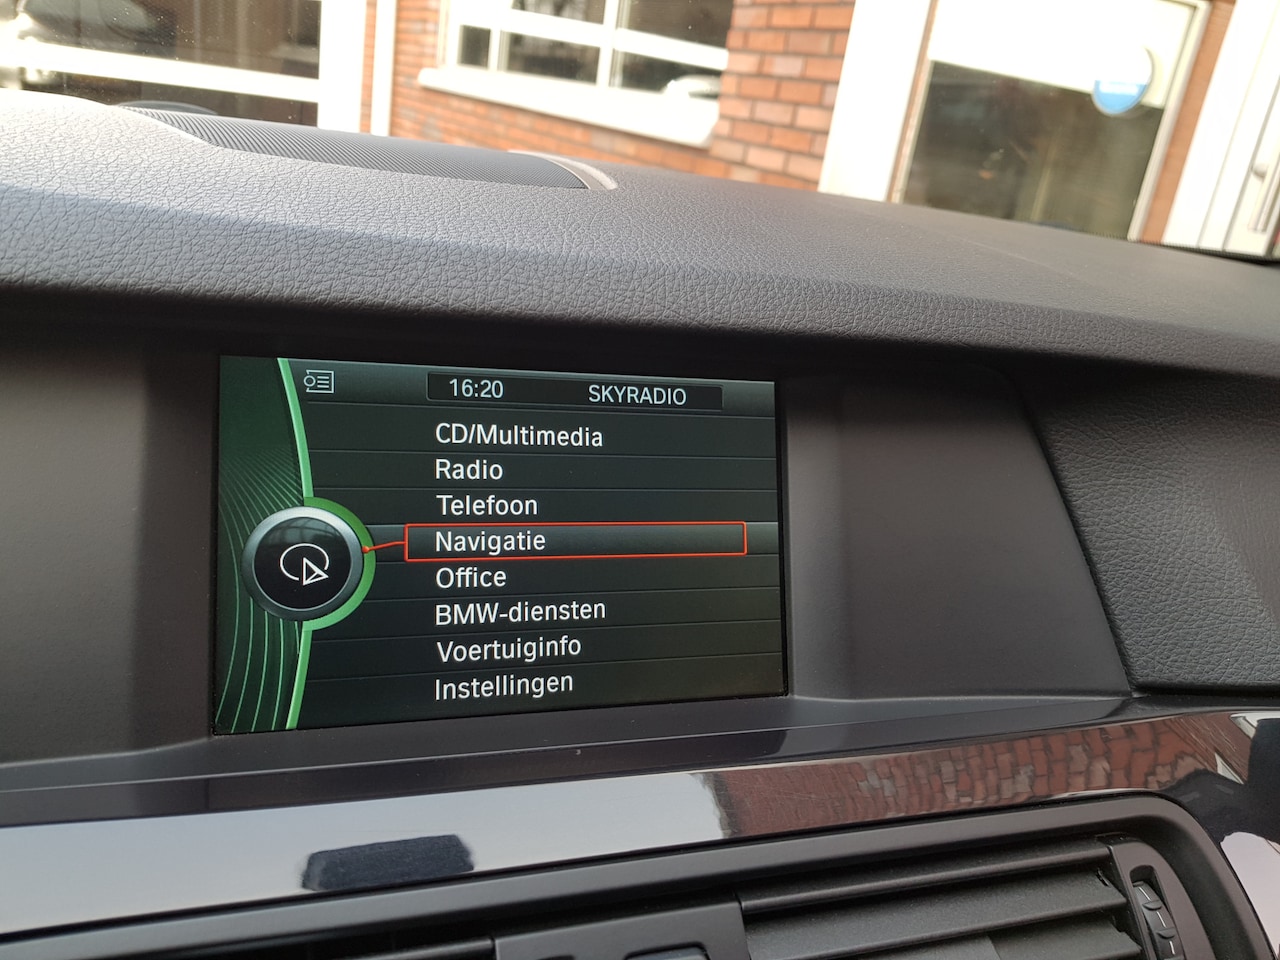 16:20 SKYRADIO
CD/Multimedia
Radio
Telefoon
Navigatie
Office
BMW-diensten
Voertuiginfo
Instellingen